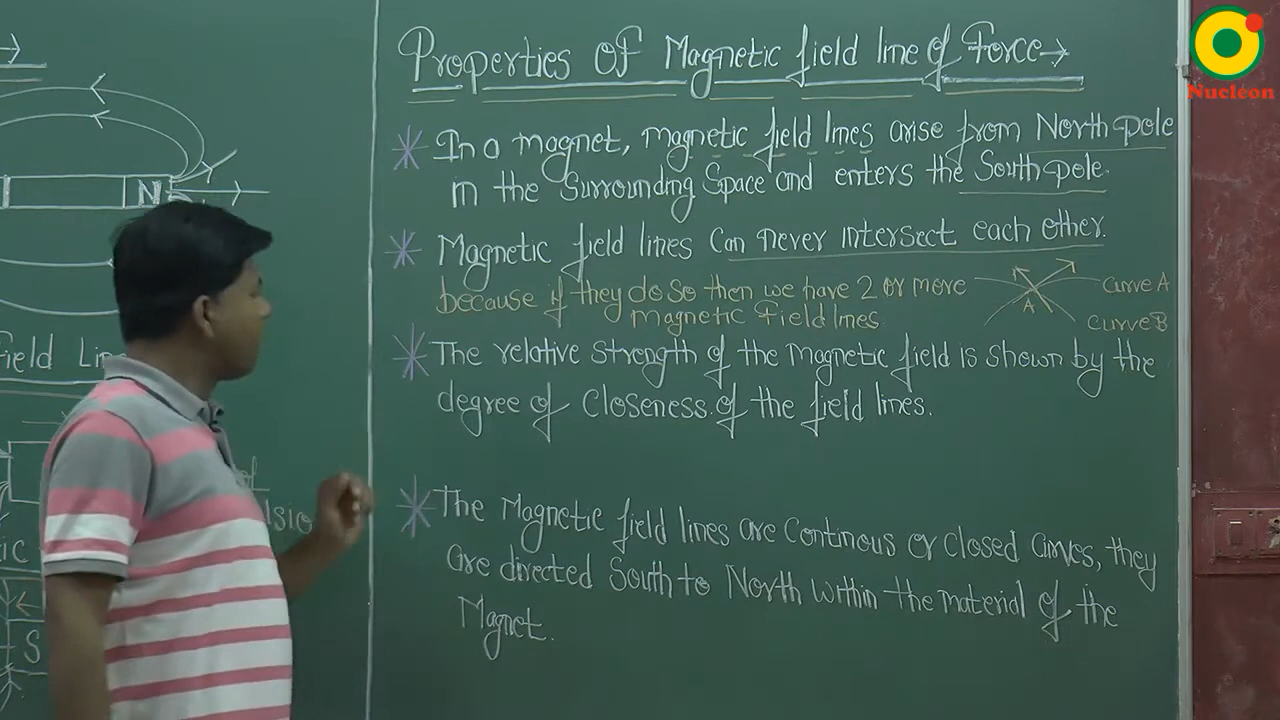 Properties of Magnetic field line of Force→
In a magnet, magnetic field lines arise from North pole
in the Surrounding Space and enters the South pole.
Magnetic field lines Can never intersect each other.
because if they do so then we have 2 or more
magnetic field lines
A
Curve A
Curve B
The relative strength of the magnetic field is shown by the
degree of Closeness of the field lines.
The Magnetic field lines are Continous or Closed Curves, they
are directed South to North within the material of the
Magnet.
N
S
Nucleon